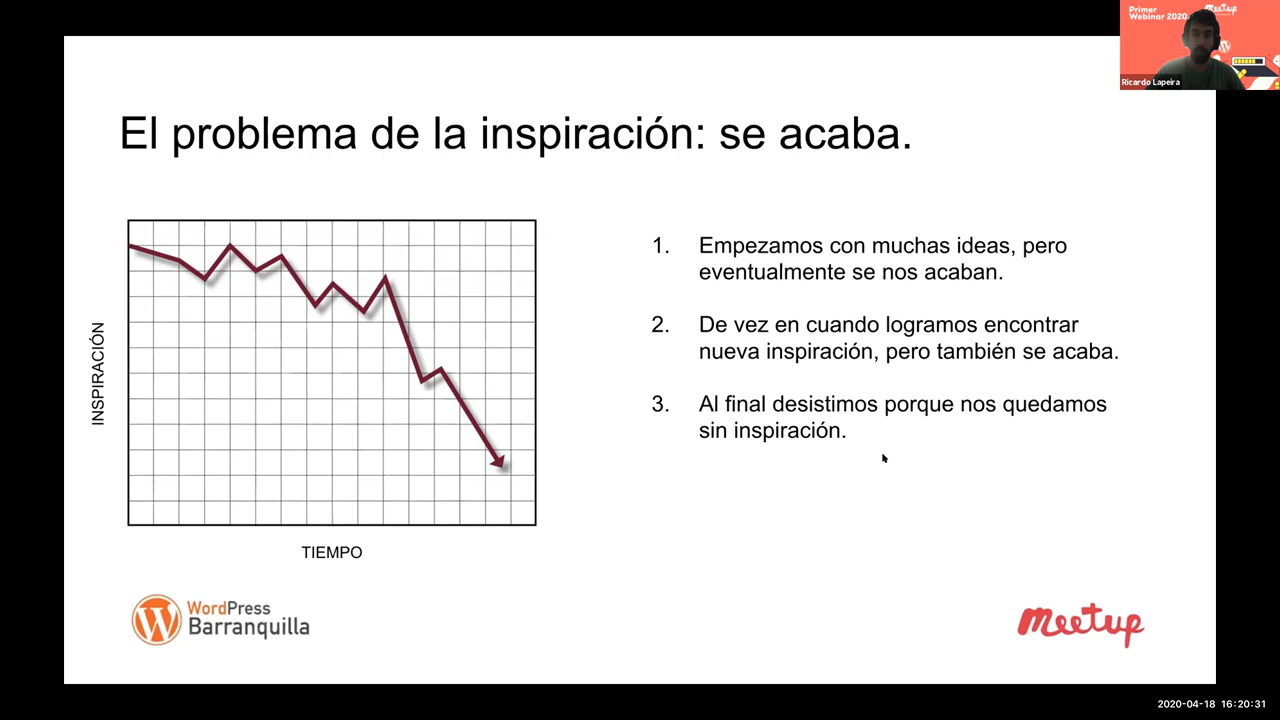 Primer
Webinar 2020
Meetup
Ricardo Lapeira
El problema de la inspiración: se acaba.
INSPIRACIÓN
TIEMPO
1. Empezamos con muchas ideas, pero
eventualmente se nos acaban.
2. De vez en cuando logramos encontrar
nueva inspiración, pero también se acaba.
3. Al final desistimos porque nos quedamos
sin inspiración.
WordPress
Barranquilla
Meetup
2020-04-18 16:20:31